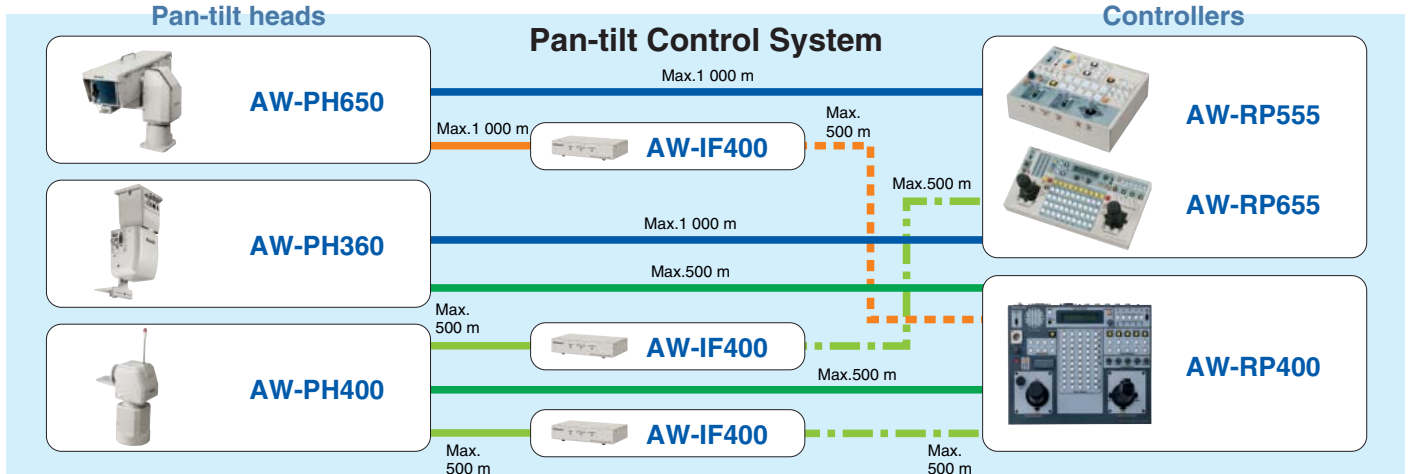 Pan-tilt heads
Controllers
Pan-tilt Control System
AW-PH650
Max.1 000 m
AW-RP555
Max.1 000 m
AW-IF400
Max.
500 m
AW-RP655
Max.500 m
AW-PH360
Max.1 000 m
Max.500 m
Max.
500 m
AW-IF400
AW-RP400
AW-PH400
Max.500 m
AW-IF400
Max.
500 m
Max.
500 m